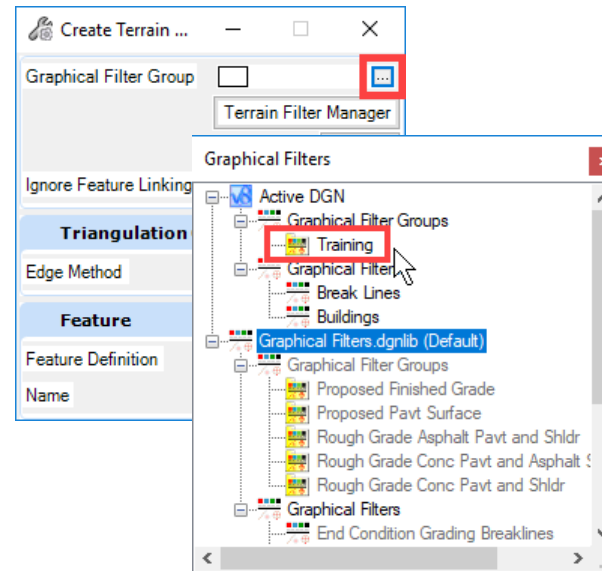 Create Terrain ...
Graphical Filter Group
...
Terrain Filter Manager
Ignore Feature Linking
Triangulation
Edge Method
Feature
Feature Definition
Name
Graphical Filters
Active DGN
Graphical Filter Groups
Training
Graphical Filter
Break Lines
Buildings
Graphical Filters.dgnlib (Default)
Graphical Filter Groups
Proposed Finished Grade
Proposed Pavt Surface
Rough Grade Asphalt Pavt and Shldr
Rough Grade Conc Pavt and Asphalt S
Rough Grade Conc Pavt and Shldr
Graphical Filters
End Condition Grading Breaklines